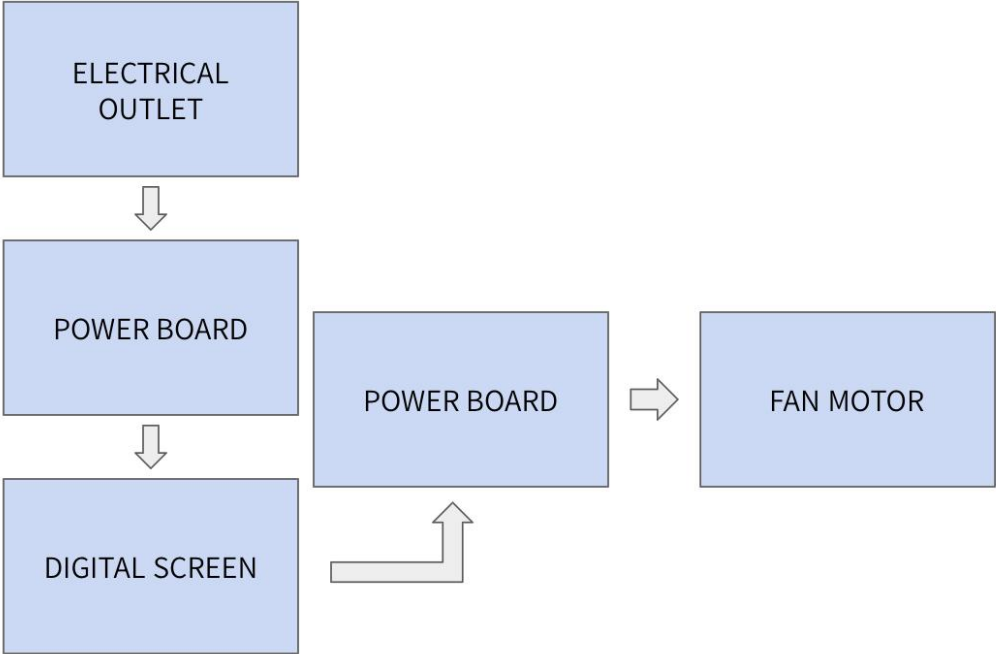 ELECTRICAL
OUTLET
POWER BOARD
DIGITAL SCREEN
POWER BOARD
FAN MOTOR